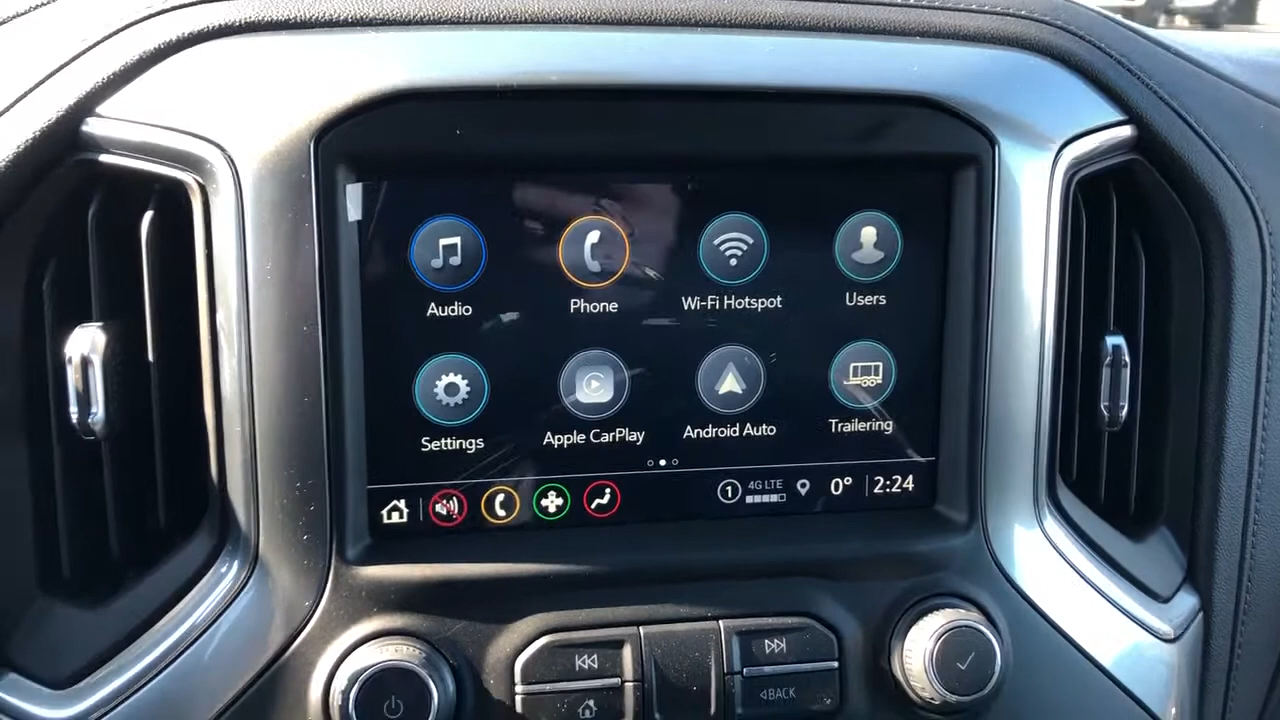 Audio
Phone
Wi-Fi Hotspot
Users
Settings
Apple CarPlay
Android Auto
Trailering
1
4G LTE
0°
2:24
BACK